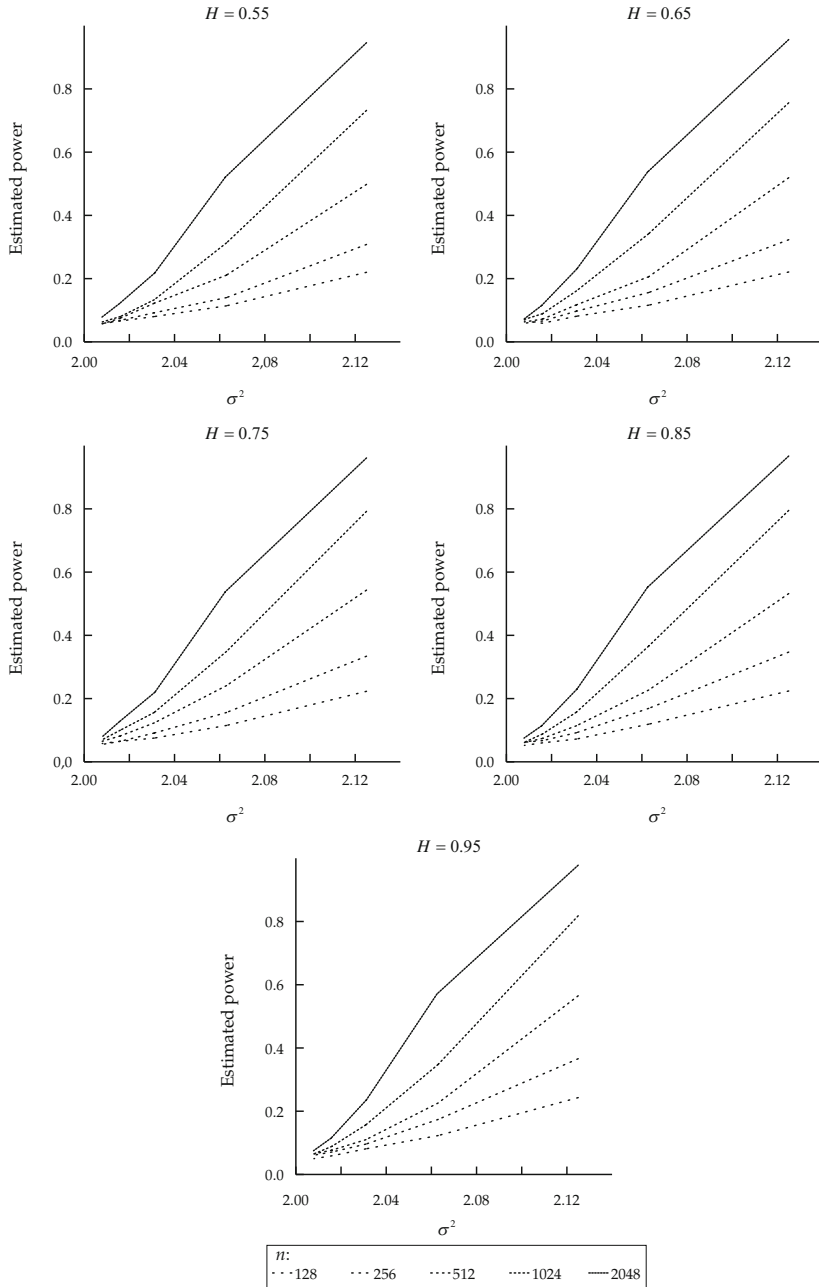 H = 0.55
Estimated power
0.8
0.6
0.4
0.2
0.0
2.00
2.04
2,08
2.12
σ²
H = 0.65
Estimated power
0.8
0.6
0.4
0.2
0.0
2.00
2.04
2.08
2.12
σ²
H = 0.75
Estimated power
0.8
0.6
0.4
0.2
0,0
2.00
2.04
2.08
2.12
σ²
H = 0.85
Estimated power
0.8
0.6
0.4
0.2
0.0
2.00
2.04
2.08
2.12
σ²
H = 0.95
Estimated power
0.8
0.6
0.4
0.2
0.0
2.00
2.04
2.08
2.12
σ²
n:
128 256 512 1024 2048